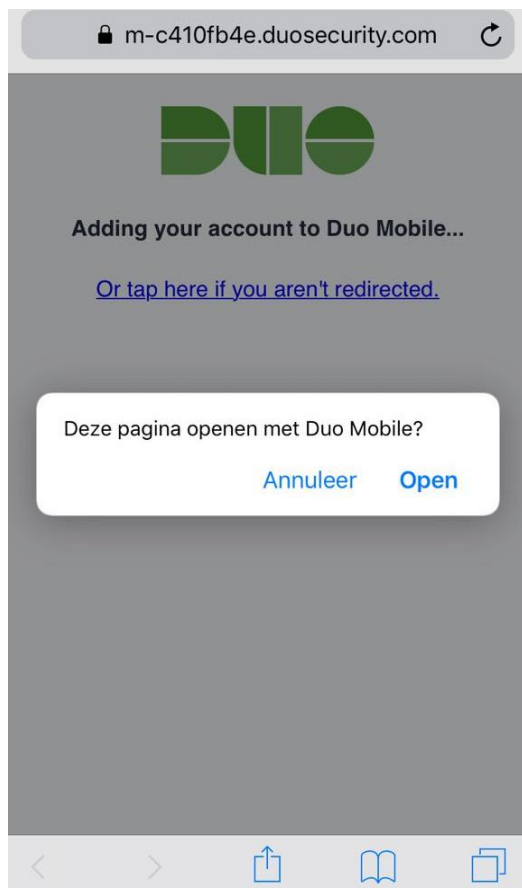 m-c410fb4e.duosecurity.com
DUO
Adding your account to Duo Mobile...
Or tap here if you aren't redirected.
Deze pagina openen met Duo Mobile?
Annuleer Open